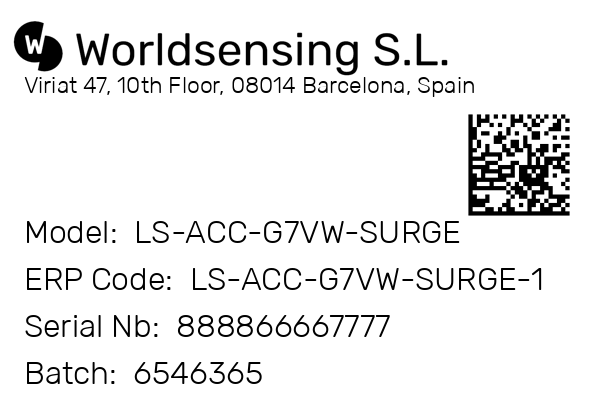 W Worldsensing S.L.
Viriat 47, 10th Floor, 08014 Barcelona, Spain
Model: LS-ACC-G7VW-SURGE
ERP Code: LS-ACC-G7VW-SURGE-1
Serial Nb: 888866667777
Batch: 6546365